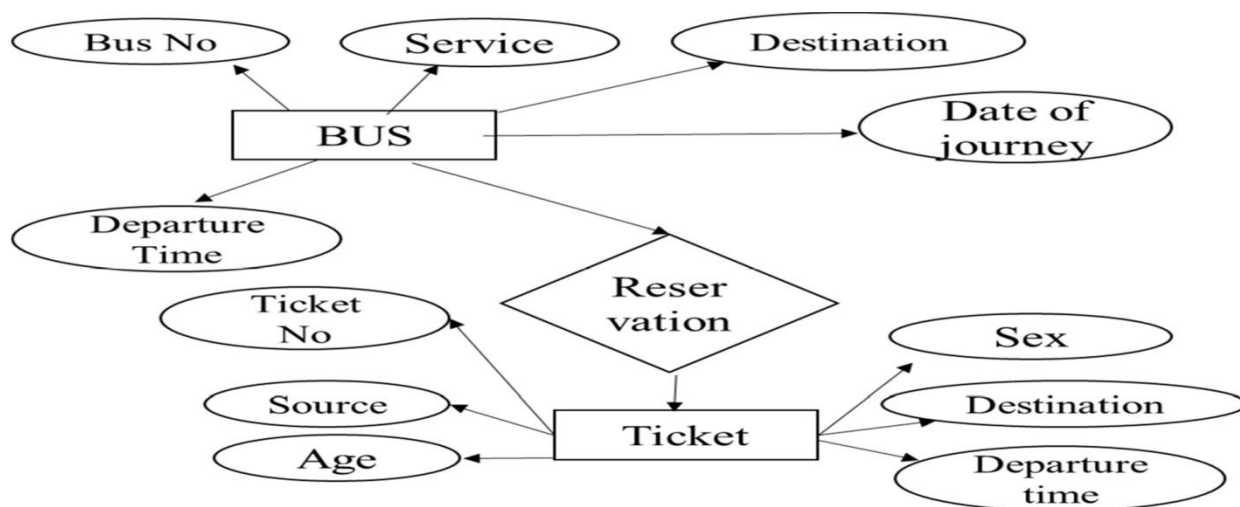 Bus No
Service
Destination
BUS
Date of
journey
Departure
Time
Reser
vation
Ticket
No
Sex
Source
Destination
Ticket
Age
Departure
time